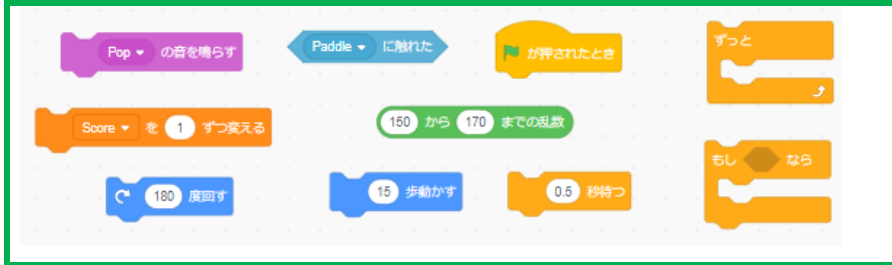 Pop の音を鳴らす
Paddle に触れた
が押されたとき
ずっと
Score を 1 ずつ変える
150 から 170 までの乱数
もし なら
180 度回す
15 歩動かす
0.5 秒待つ